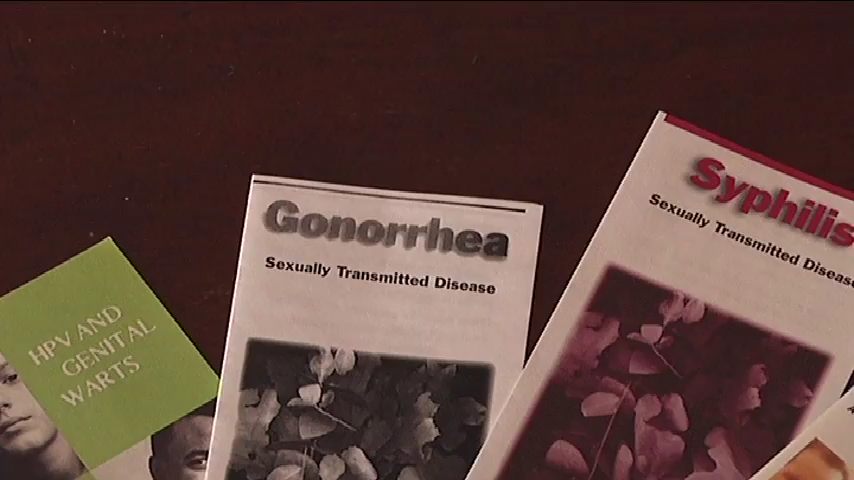 HPV AND
GENITAL
WARTS
Gonorrhea
Sexually Transmitted Disease
Syphilis
Sexually Transmitted Disease